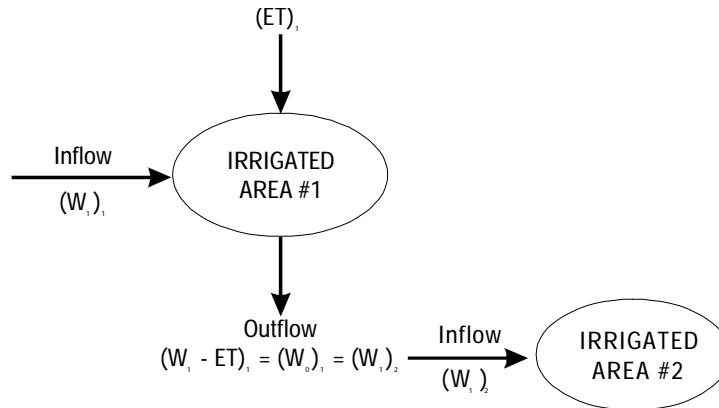 (ET)₁
Inflow
(W₁)₁
IRRIGATED
AREA #1
Outflow
(W₁ - ET)₁ = (W₀)₁ = (W₁)₂
Inflow
(W₁)₂
IRRIGATED
AREA #2